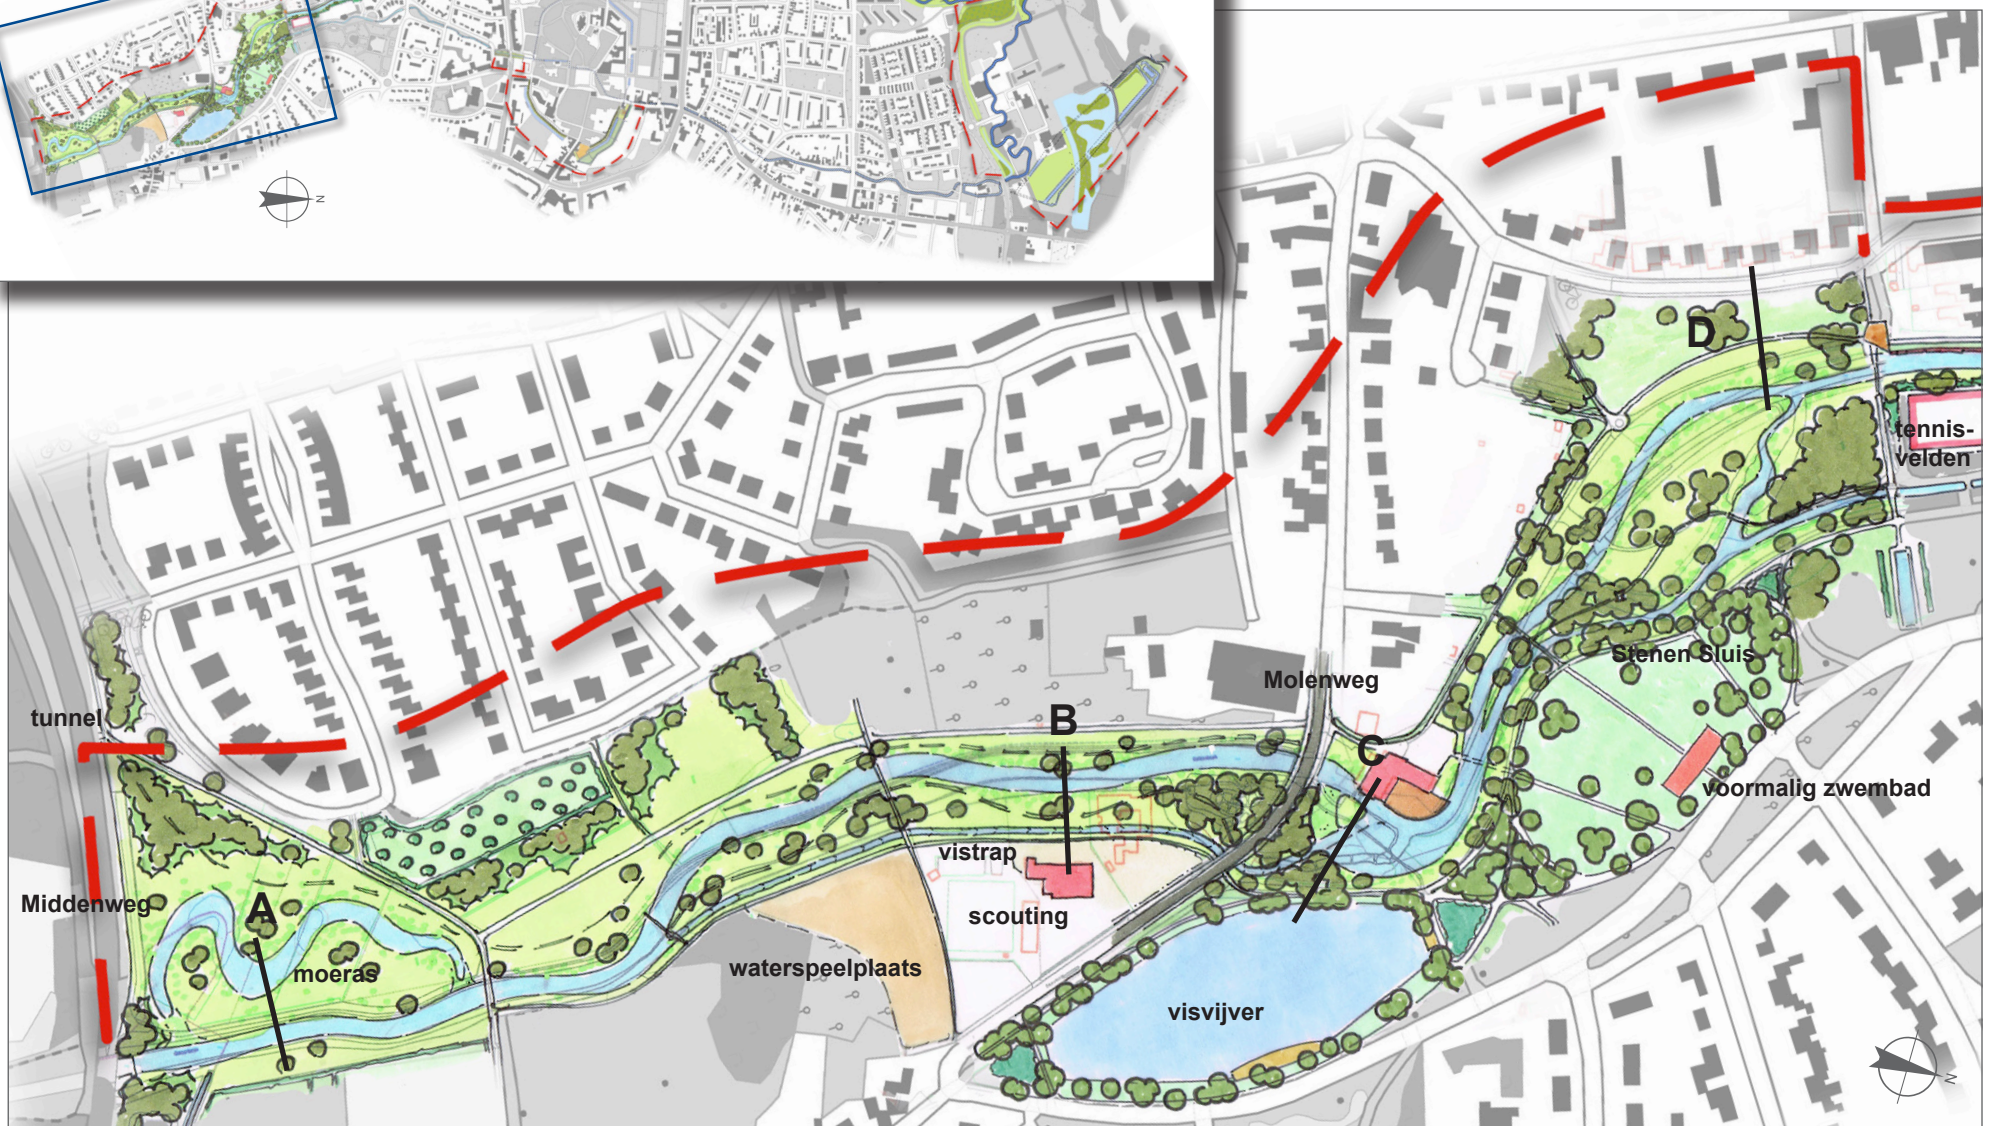 N
D
tennis-
velden
Stenen Sluis
Molenweg
tunnel
B
C
voormalig zwembad
vistrap
Middenweg
A
scouting
moeras
waterspeelplaats
visvijver
N